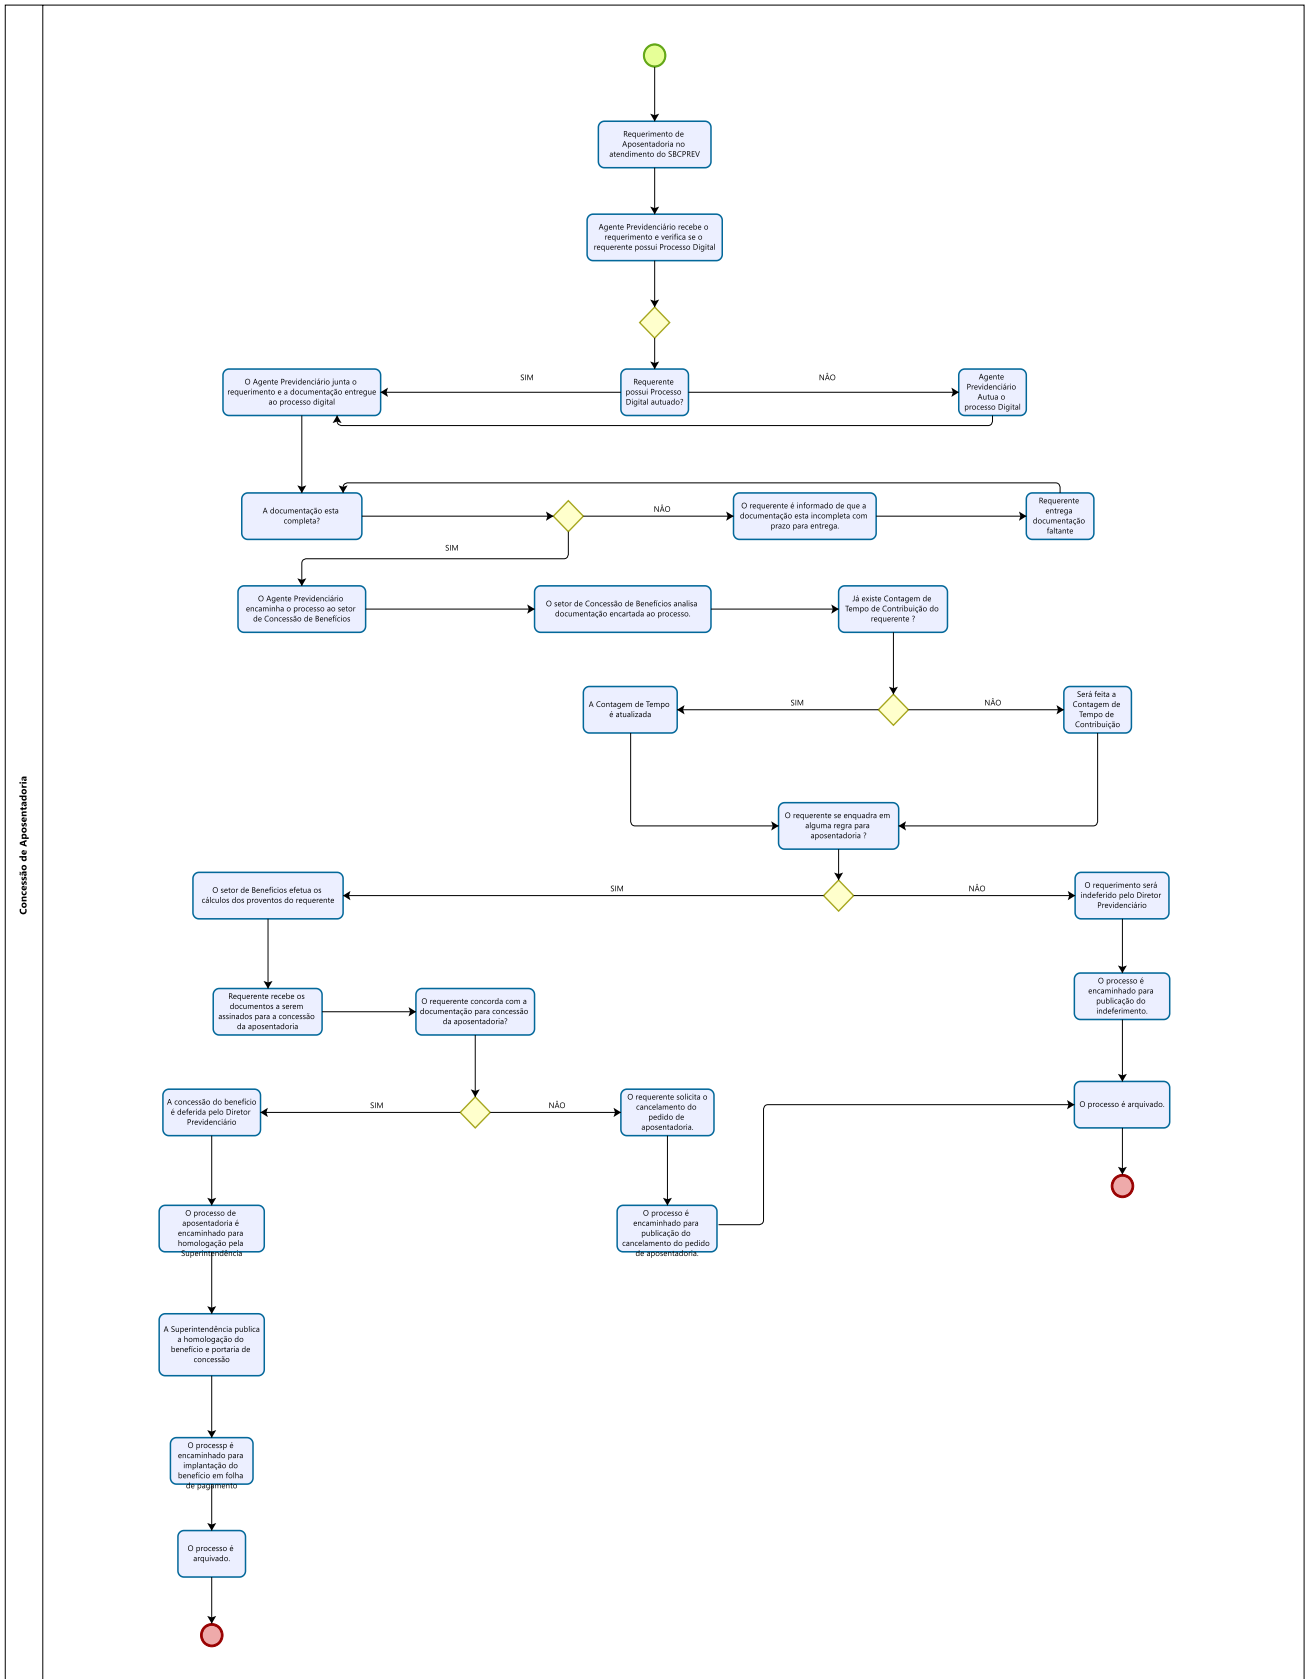 Concessão de Aposentadoria
Requerimento de
Aposentadoria no
atendimento do SBCPREV
Agente Previdenciário recebe o
requerimento e verifica se o
requerente possui Processo Digital
O Agente Previdenciário junta o
requerimento e a documentação entregue
ao processo digital
SIM
Requerente
possui Processo
Digital autuado?
NÃO
Agente
Previdenciário
Autua o
processo Digital
A documentação esta
completa?
NÃO
O requerente é informado de que a
documentação esta incompleta com
prazo para entrega.
Requerente
entrega
documentação
faltante
SIM
O Agente Previdenciário
encaminha o processo ao setor
de Concessão de Benefícios
O setor de Concessão de Benefícios analisa
documentação encartada ao processo.
Já existe Contagem de
Tempo de Contribuição do
requerente ?
A Contagem de Tempo
é atualizada
SIM
NÃO
Será feita a
Contagem de
Tempo de
Contribuição
O requerente se enquadra em
alguma regra para
aposentadoria ?
O setor de Benefícios efetua os
cálculos dos proventos do requerente
SIM
NÃO
O requerimento será
indeferido pelo Diretor
Previdenciário
Requerente recebe os
documentos a serem
assinados para a concessão
da aposentadoria
O requerente concorda com a
documentação para concessão
da aposentadoria?
O processo é
encaminhado para
publicação do
indeferimento.
A concessão do benefício
é deferida pelo Diretor
Previdenciário
SIM
NÃO
O requerente solicita o
cancelamento do
pedido de
aposentadoria.
O processo é arquivado.
O processo de
aposentadoria é
encaminhado para
homologação pela
Superintendência
O processo é
encaminhado para
publicação do
cancelamento do pedido
de aposentadoria.
A Superintendência publica
a homologação do
benefício e portaria de
concessão
O processp é
encaminhado para
implantação do
benefício em folha
de pagamento
O processo é
arquivado.